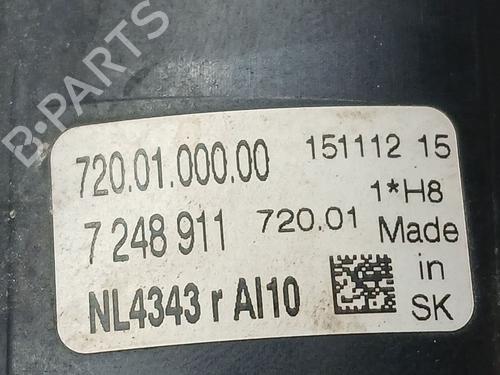 B-PARTS
720.01.000.00
151112 15
1*H8
7 248 911
720.01
Made
in
SK
NL4343 r AI10